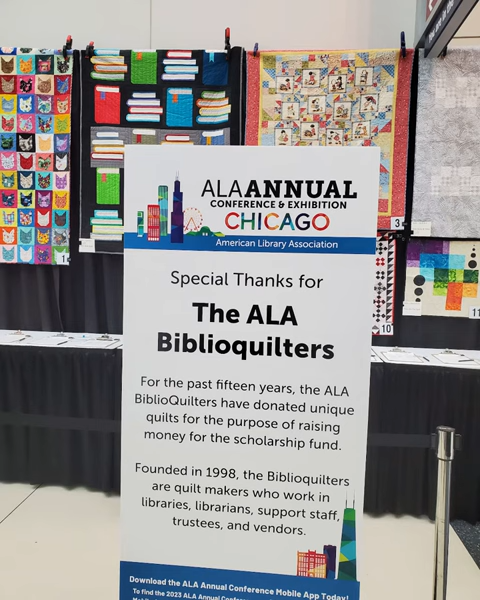 ALAANNUAL
CONFERENCE & EXHIBITION
CHICAGO
American Library Association
Special Thanks for
The ALA
Biblioquilters
For the past fifteen years, the ALA
BiblioQuilters have donated unique
quilts for the purpose of raising
money for the scholarship fund.
Founded in 1998, the Biblioquilters
are quilt makers who work in
libraries, librarians, support staff,
trustees, and vendors.
Download the ALA Annual Conference Mobile App Today!
To find the 2023 ALA Annual
1
3
10
11